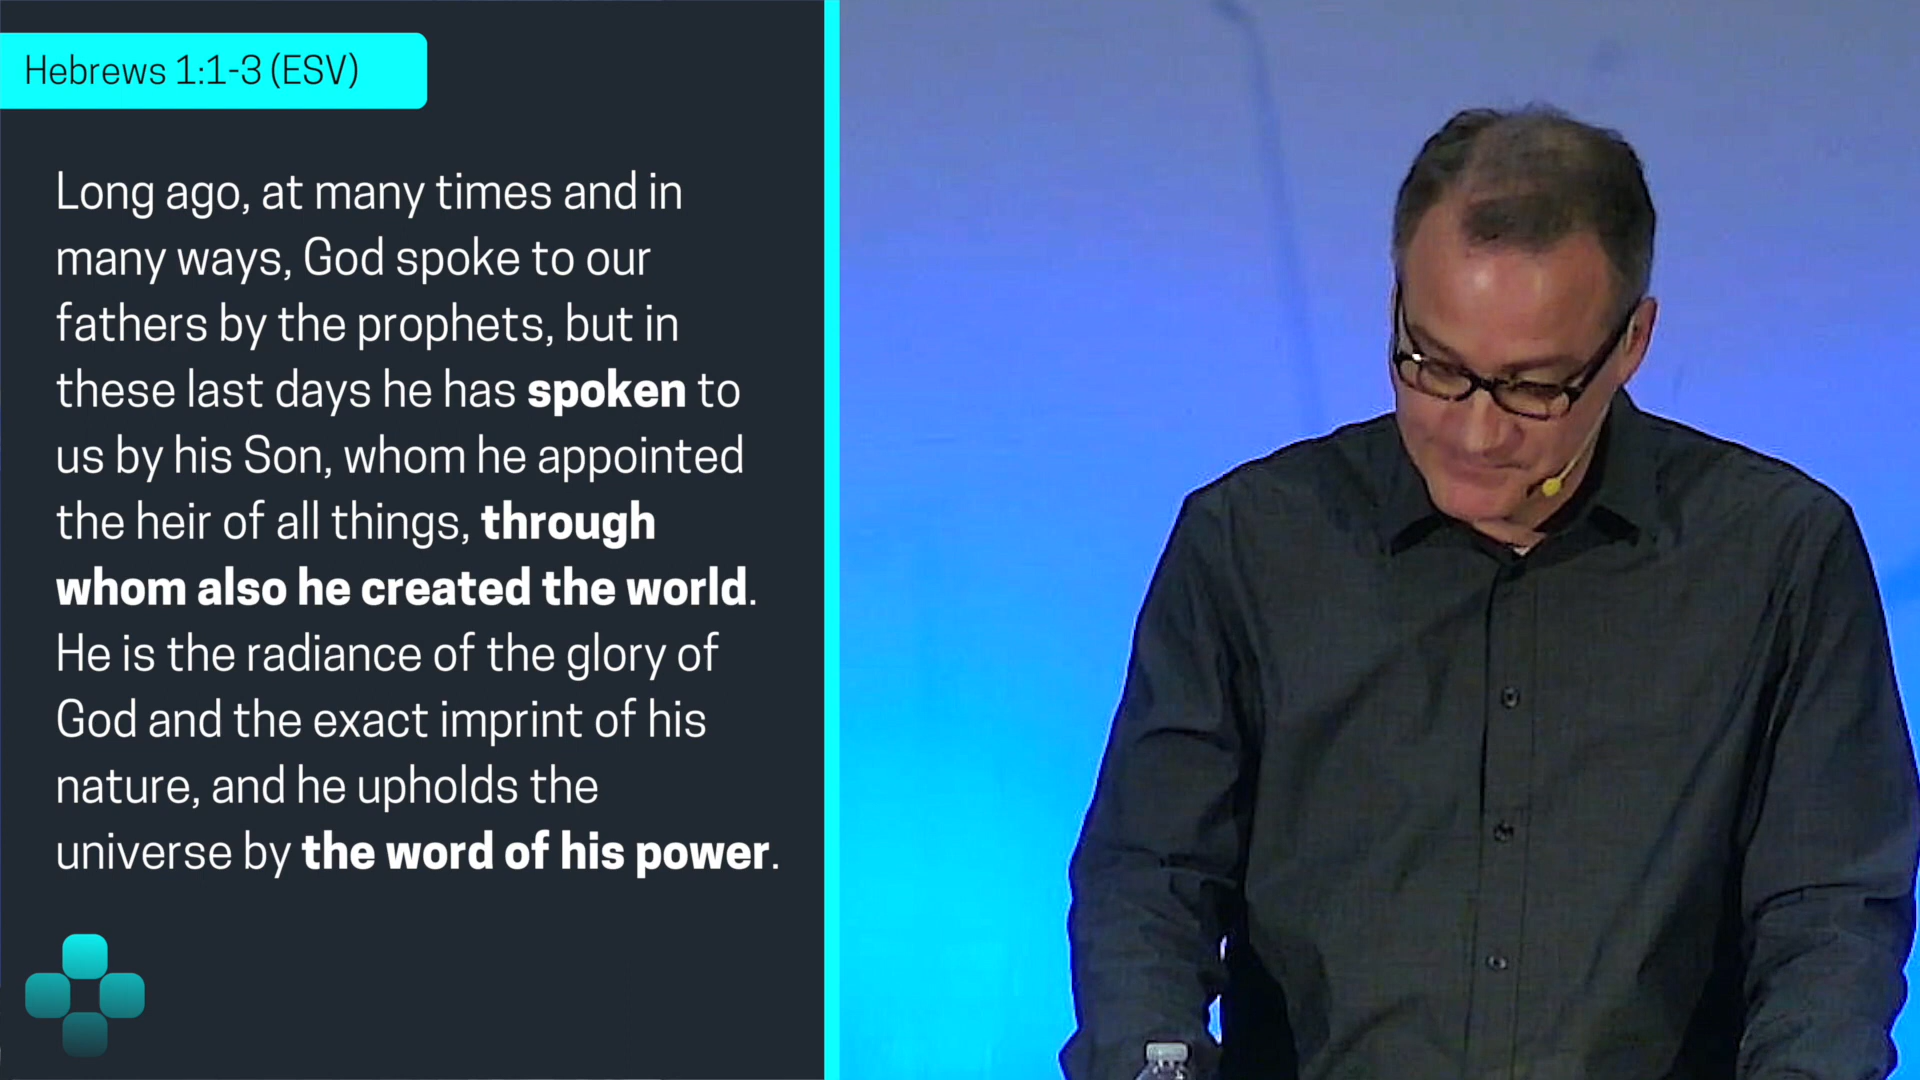 Hebrews 1:1-3 (ESV)
Long ago, at many times and in
many ways, God spoke to our
fathers by the prophets, but in
these last days he has spoken to
us by his Son, whom he appointed
the heir of all things, through
whom also he created the world.
He is the radiance of the glory of
God and the exact imprint of his
nature, and he upholds the
universe by the word of his power.